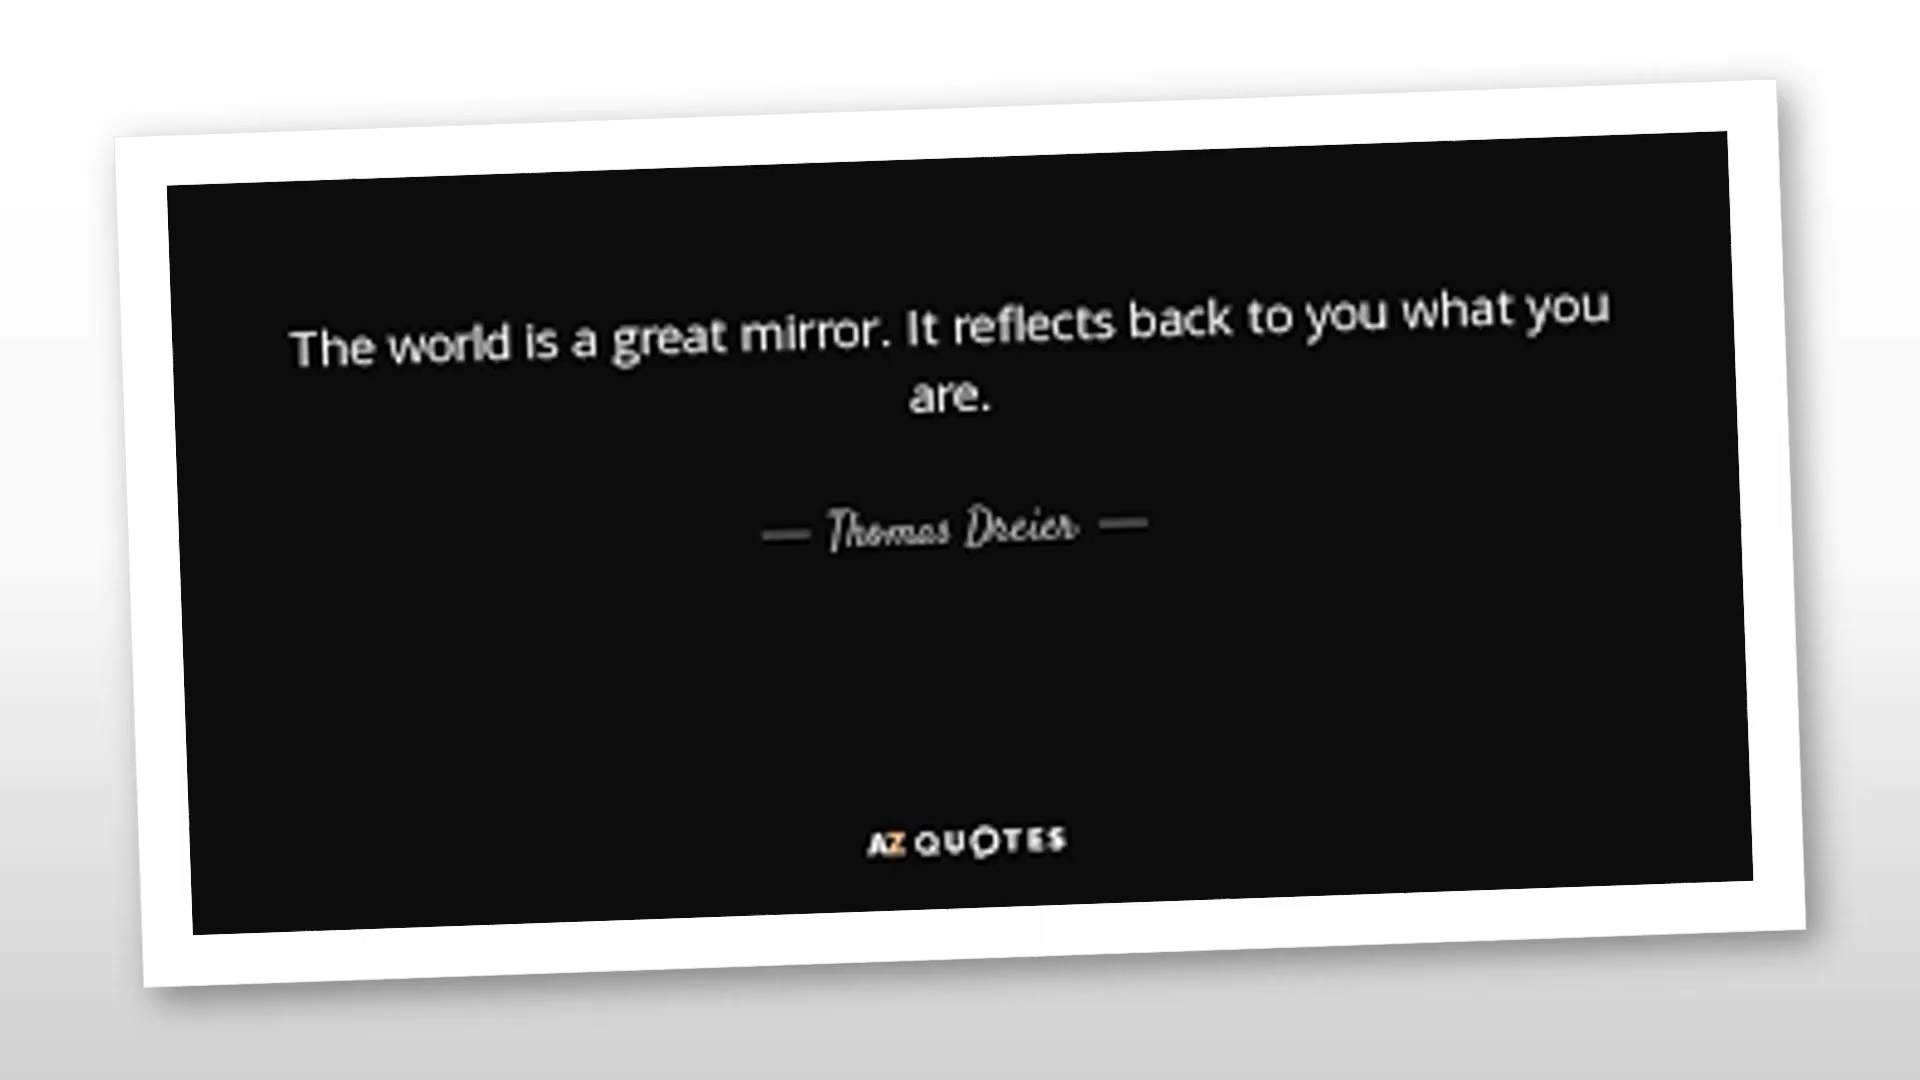 The world is a great mirror. It reflects back to you what you
are.
— Thomas Dreier —
AZ QUOTES